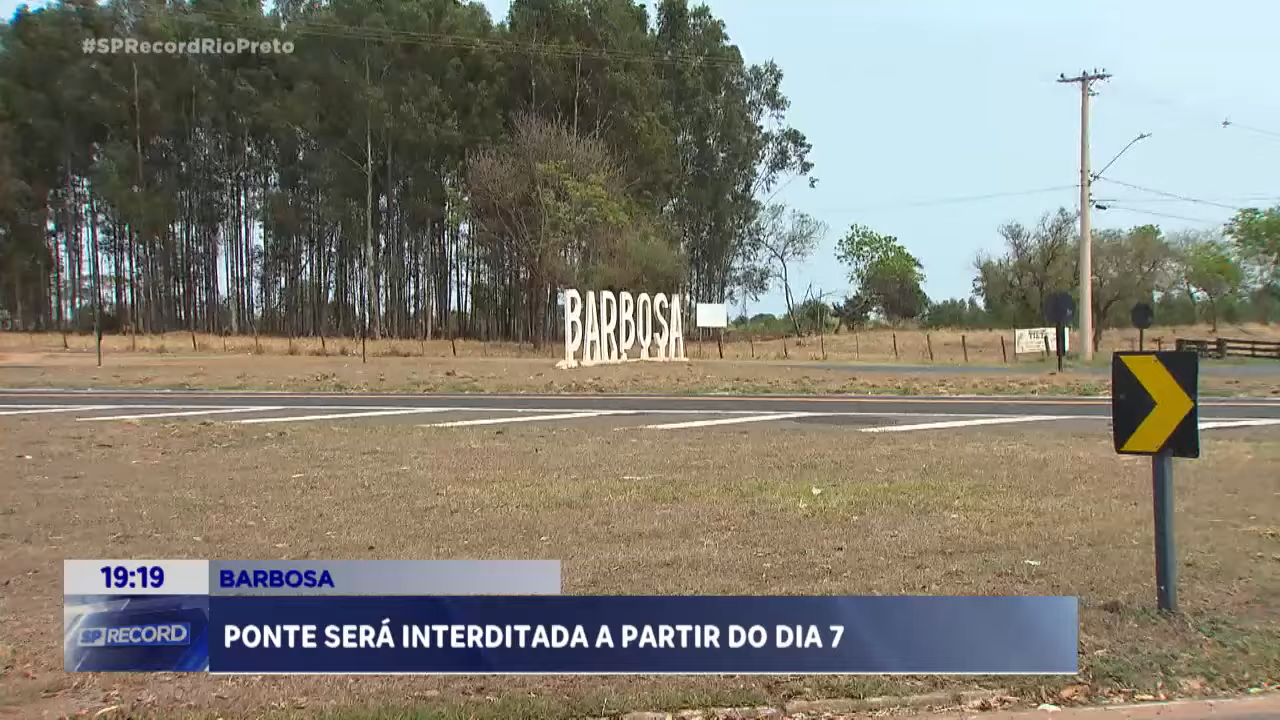 #SPRecordRioPreto
BARBOSA
19:19
BARBOSA
SP RECORD
PONTE SERÁ INTERDITADA A PARTIR DO DIA 7